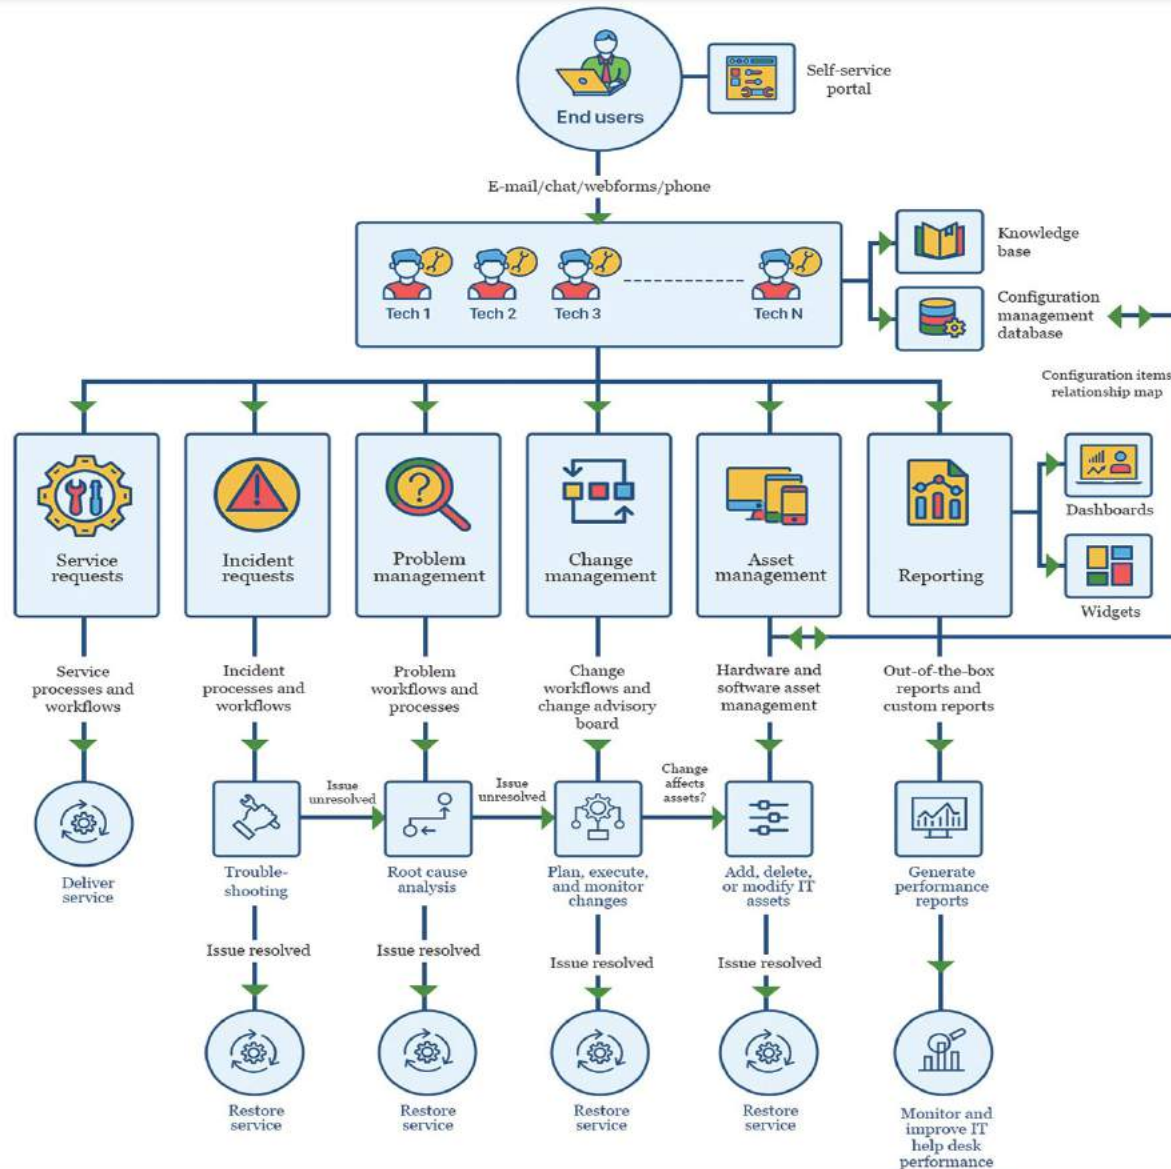 End users
Self-service
portal
E-mail/chat/webforms/phone
Tech 1
Tech 2
Tech 3
Tech N
Knowledge
base
Configuration
management
database
Configuration items
relationship map
Service
requests
Incident
requests
Problem
management
Change
management
Asset
management
Reporting
Dashboards
Widgets
Service
processes and
workflows
Incident
processes and
workflows
Problem
workflows and
processes
Change
workflows and
change advisory
board
Hardware and
software asset
management
Out-of-the-box
reports and
custom reports
Issue
unresolved
Issue
unresolved
Change
affects
assets?
Deliver
service
Trouble-
shooting
Root cause
analysis
Plan, execute,
and monitor
changes
Add, delete,
or modify IT
assets
Generate
performance
reports
Issue resolved
Issue resolved
Issue resolved
Issue resolved
Restore
service
Restore
service
Restore
service
Restore
service
Monitor and
improve IT
help desk
performance